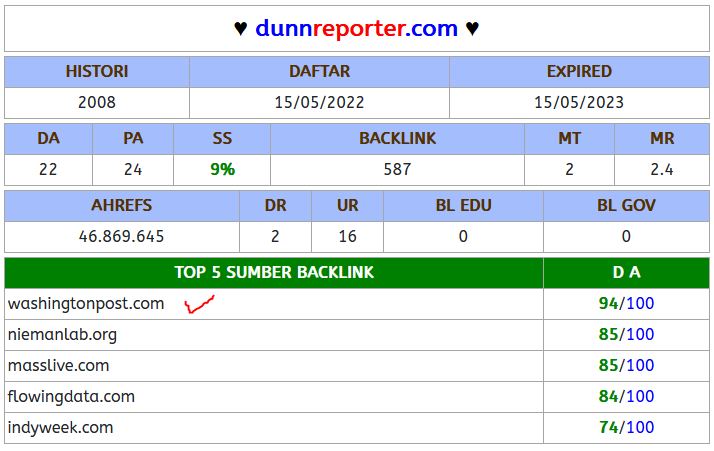 ♥ dunnreporter.com ♥
HISTORI DAFTAR EXPIRED
2008 15/05/2022 15/05/2023
DA PA SS BACKLINK MT MR
22 24 9% 587 2 2.4
AHREFS DR UR BL EDU BL GOV
46.869.645 2 16 0 0
TOP 5 SUMBER BACKLINK D A
washingtonpost.com 94/100
niemanlab.org 85/100
masslive.com 85/100
flowingdata.com 84/100
indyweek.com 74/100